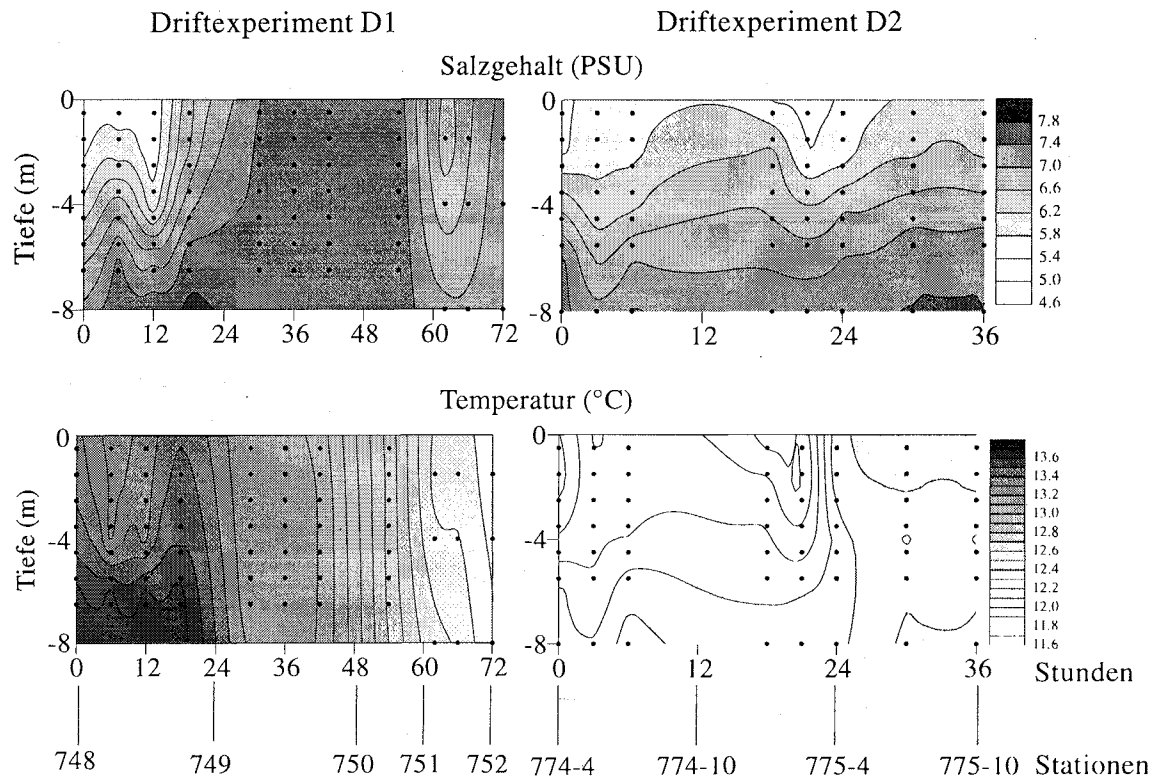 Driftexperiment D1
Driftexperiment D2
Salzgehalt (PSU)
Tiefe (m)
0
-4
-8
0 12 24 36 48 60 72
0 12 24 36
7.8
7.4
7.0
6.6
6.2
5.8
5.4
5.0
4.6
Temperatur (°C)
Tiefe (m)
0
-4
-8
0
-4
-8
0 12 24 36 48 60 72
0 12 24 36 Stunden
13.6
13.4
13.2
13.0
12.8
12.6
12.4
12.2
12.0
11.8
11.6
748 749 750 751 752 774-4 774-10 775-4 775-10 Stationen
0
-4
-8